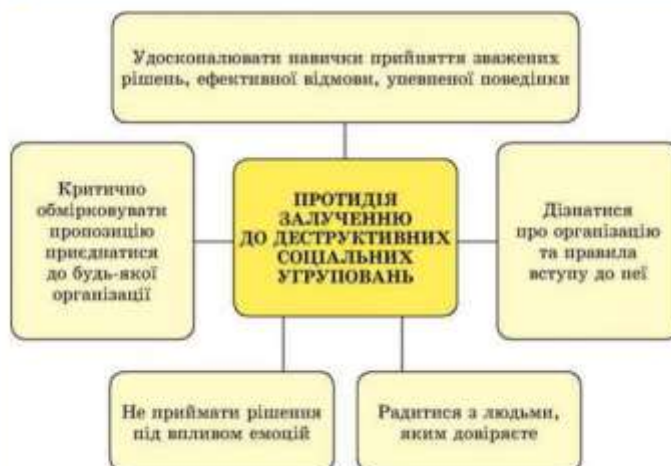 Удосконалювати навички прийняття зважених
рішень, ефективної відмови, упевненої поведінки
Критично
обмірковувати
пропозицію
приєднатися
до будь-якої
організації
ПРОТИДІЯ
ЗАЛУЧЕННЮ
ДО ДЕСТРУКТИВНИХ
СОЦІАЛЬНИХ
УГРУПОВАНЬ
Дізнатися
про організацію
та правила
вступу до неї
Не приймати рішення
під впливом емоцій
Радитися з людьми,
яким довіряєте